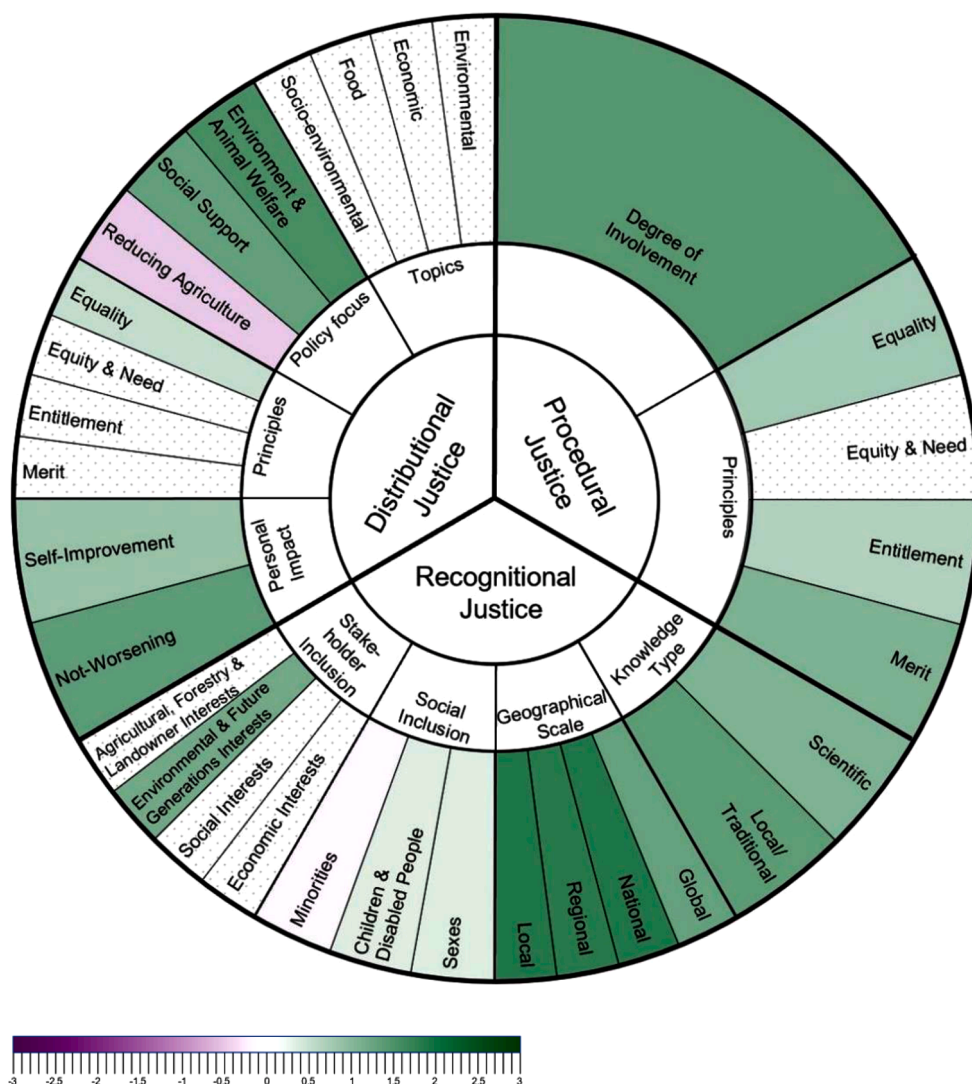 Environmental
Economic
Food
Socio-environmental
Environment &
Animal Welfare
Social Support
Reducing Agriculture
Equality
Equity & Need
Entitlement
Merit
Self-Improvement
Not-Worsening
Topics
Policy focus
Principles
Personal
Impact
Distributional
Justice
Degree of
Involvement
Equality
Equity & Need
Entitlement
Merit
Principles
Procedural
Justice
Recognitional
Justice
Knowledge
Type
Geographical
Scale
Social
Inclusion
Stake-
holder
Inclusion
Scientific
Local/
Traditional
Global
National
Regional
Local
Sexes
Children &
Disabled People
Minorities
Economic Interests
Social Interests
Environmental & Future
Generations Interests
Agricultural, Forestry &
Landowner Interests
-3 -2.5 -2 -1.5 -1 -0.5 0 0.5 1 1.5 2 2.5 3